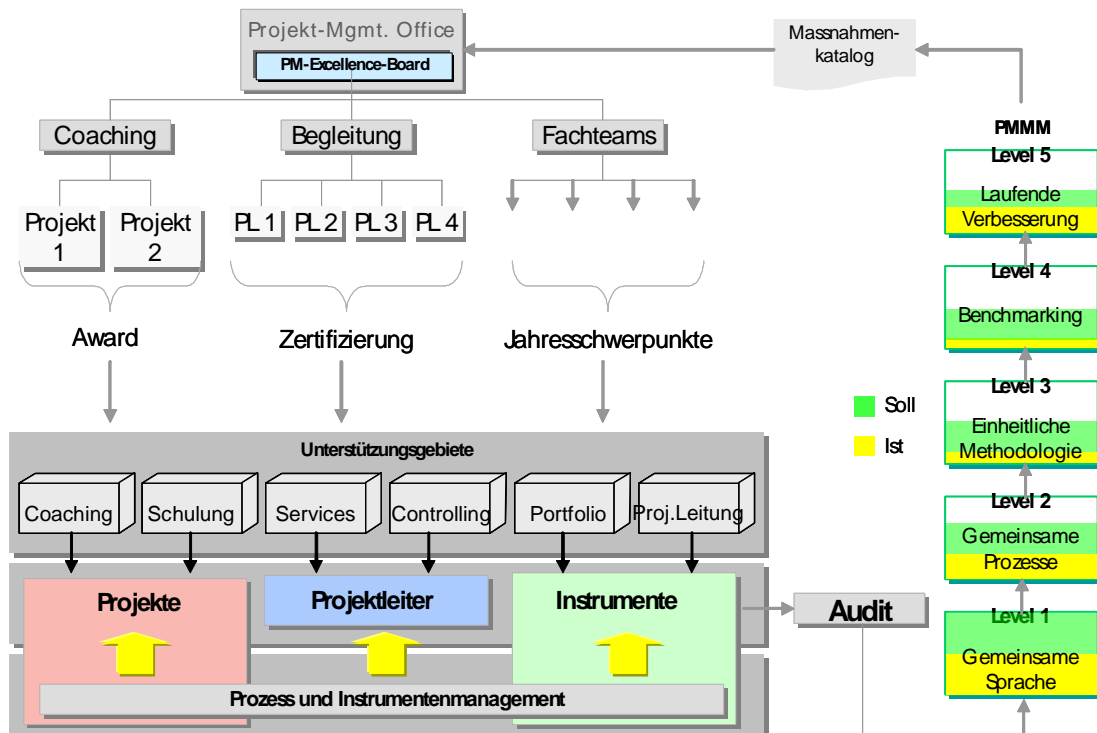 Projekt-Mgmt. Office
PM-Excellence-Board
Massnahmen-
katalog
Coaching
Begleitung
Fachteams
Projekt
1
Projekt
2
PL 1
PL 2
PL 3
PL 4
Award
Zertifizierung
Jahresschwerpunkte
PMMM
Level 5
Laufende
Verbesserung
Level 4
Benchmarking
Level 3
Einheitliche
Methodologie
Level 2
Gemeinsame
Prozesse
Level 1
Gemeinsame
Sprache
Soll
Ist
Unterstützungsgebiete
Coaching
Schulung
Services
Controlling
Portfolio
Proj.Leitung
Projekte
Projektleiter
Instrumente
Audit
Prozess und Instrumentenmanagement